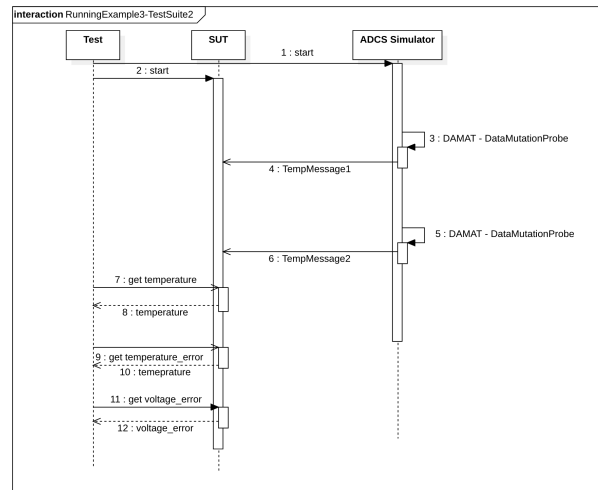 interaction RunningExample3-TestSuite2
Test
SUT
ADCS Simulator
1 : start
2 : start
3 : DAMAT - DataMutationProbe
4 : TempMessage1
5 : DAMAT - DataMutationProbe
6 : TempMessage2
7 : get temperature
8 : temperature
9 : get temperature_error
10 : temeprature
11 : get voltage_error
12 : voltage_error